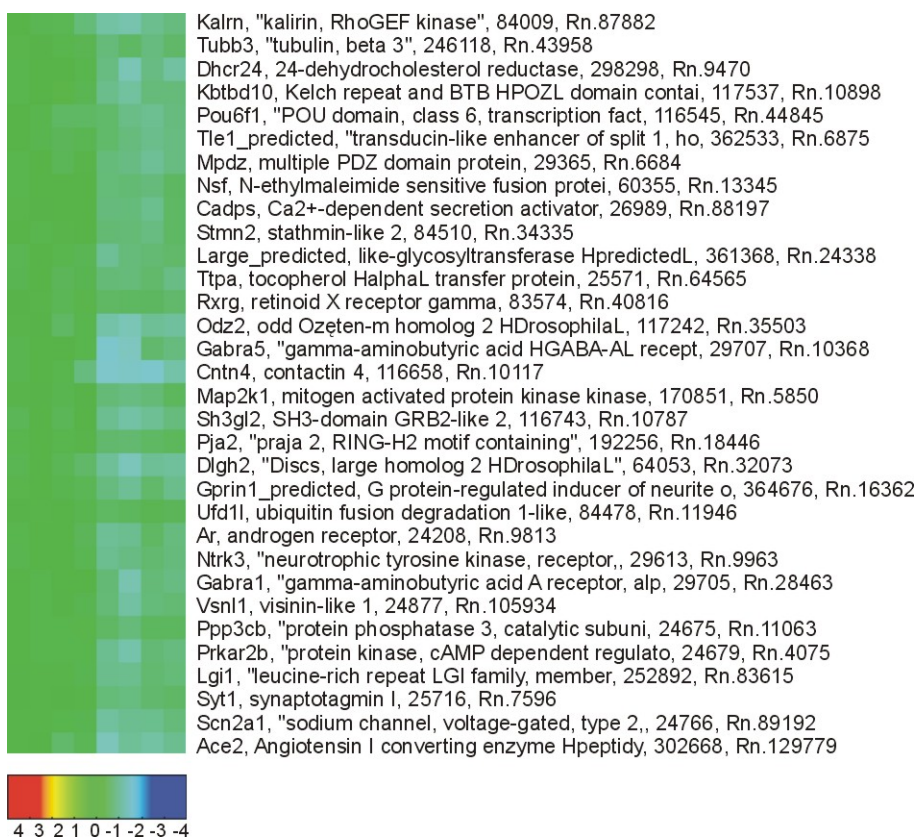 Kalrn, "kalirin, RhoGEF kinase", 84009, Rn.87882
Tubb3, "tubulin, beta 3", 246118, Rn.43958
Dhcr24, 24-dehydrocholesterol reductase, 298298, Rn.9470
Kbtbd10, Kelch repeat and BTB HPOZL domain contai, 117537, Rn.10898
Pou6f1, "POU domain, class 6, transcription fact, 116545, Rn.44845
Tle1_predicted, "transducin-like enhancer of split 1, ho, 362533, Rn.6875
Mpdz, multiple PDZ domain protein, 29365, Rn.6684
Nsf, N-ethylmaleimide sensitive fusion protei, 60355, Rn.13345
Cadps, Ca2+-dependent secretion activator, 26989, Rn.88197
Stmn2, stathmin-like 2, 84510, Rn.34335
Large_predicted, like-glycosyltransferase HpredictedL, 361368, Rn.24338
Ttpa, tocopherol HalphaL transfer protein, 25571, Rn.64565
Rxrg, retinoid X receptor gamma, 83574, Rn.40816
Odz2, odd Ozęten-m homolog 2 HDrosophilaL, 117242, Rn.35503
Gabra5, "gamma-aminobutyric acid HGABA-AL recept, 29707, Rn.10368
Cntn4, contactin 4, 116658, Rn.10117
Map2k1, mitogen activated protein kinase kinase, 170851, Rn.5850
Sh3gl2, SH3-domain GRB2-like 2, 116743, Rn.10787
Pja2, "praja 2, RING-H2 motif containing", 192256, Rn.18446
Dlgh2, "Discs, large homolog 2 HDrosophilaL", 64053, Rn.32073
Gprin1_predicted, G protein-regulated inducer of neurite o, 364676, Rn.16362
Ufd1l, ubiquitin fusion degradation 1-like, 84478, Rn.11946
Ar, androgen receptor, 24208, Rn.9813
Ntrk3, "neurotrophic tyrosine kinase, receptor,, 29613, Rn.9963
Gabra1, "gamma-aminobutyric acid A receptor, alp, 29705, Rn.28463
Vsnl1, visinin-like 1, 24877, Rn.105934
Ppp3cb, "protein phosphatase 3, catalytic subuni, 24675, Rn.11063
Prkar2b, "protein kinase, cAMP dependent regulato, 24679, Rn.4075
Lgi1, "leucine-rich repeat LGI family, member, 252892, Rn.83615
Syt1, synaptotagmin I, 25716, Rn.7596
Scn2a1, "sodium channel, voltage-gated, type 2,, 24766, Rn.89192
Ace2, Angiotensin I converting enzyme Hpeptidy, 302668, Rn.129779
4 3 2 1 0 -1 -2 -3 -4